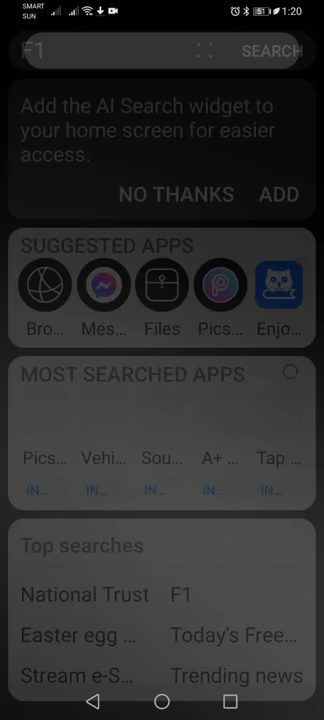 SMART
SUN
51
1:20
F1
SEARCH
Add the AI Search widget to
your home screen for easier
access.
NO THANKS
ADD
SUGGESTED APPS
Bro...
Mes...
Files
Pics...
Enjo...
MOST SEARCHED APPS
Pics...
Vehi...
Sou...
A+ ...
Tap ...
IN...
IN...
IN...
IN...
IN...
Top searches
National Trust
F1
Easter egg ...
Today's Free...
Stream e-S...
Trending news